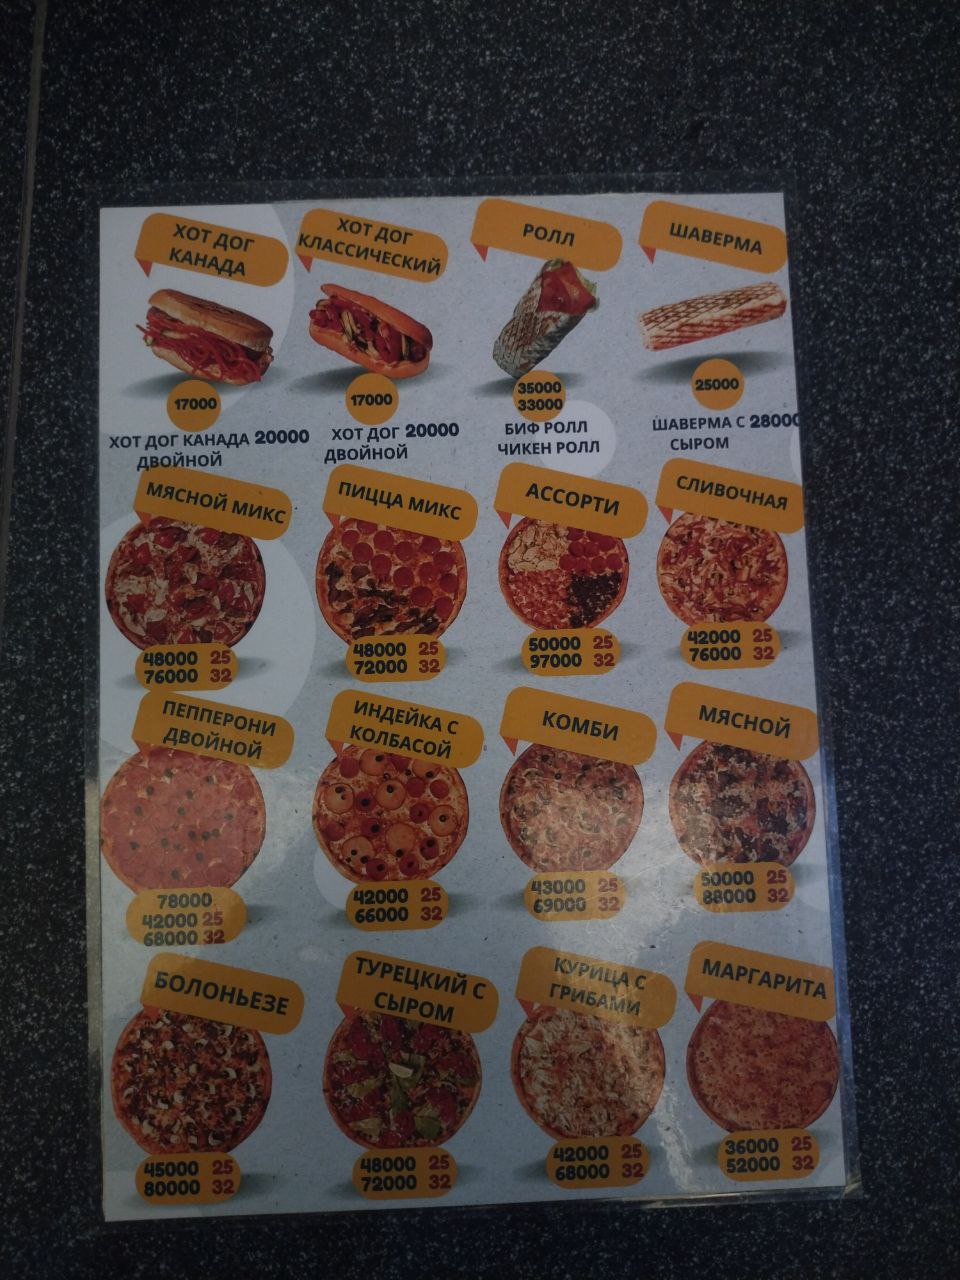 ХОТ ДОГ
КАНАДА
17000
ХОТ ДОГ КАНАДА 20000
ДВОЙНОЙ
ХОТ ДОГ
КЛАССИЧЕСКИЙ
17000
ХОТ ДОГ 20000
ДВОЙНОЙ
РОЛЛ
35000
33000
БИФ РОЛЛ
ЧИКЕН РОЛЛ
ШАВЕРМА
25000
ШАВЕРМА С 28000
СЫРОМ
МЯСНОЙ МИКС
48000 25
76000 32
ПИЦЦА МИКС
48000 25
72000 32
АССОРТИ
50000 25
97000 32
СЛИВОЧНАЯ
42000 25
76000 32
ПЕППЕРОНИ
ДВОЙНОЙ
78000
42000 25
68000 32
ИНДЕЙКА С
КОЛБАСОЙ
42000 25
66000 32
КОМБИ
43000 25
69000 32
МЯСНОЙ
50000 25
88000 32
БОЛОНЬЕЗЕ
45000 25
80000 32
ТУРЕЦКИЙ С
СЫРОМ
48000 25
72000 32
КУРИЦА С
ГРИБАМИ
42000 25
68000 32
МАРГАРИТА
36000 25
52000 32